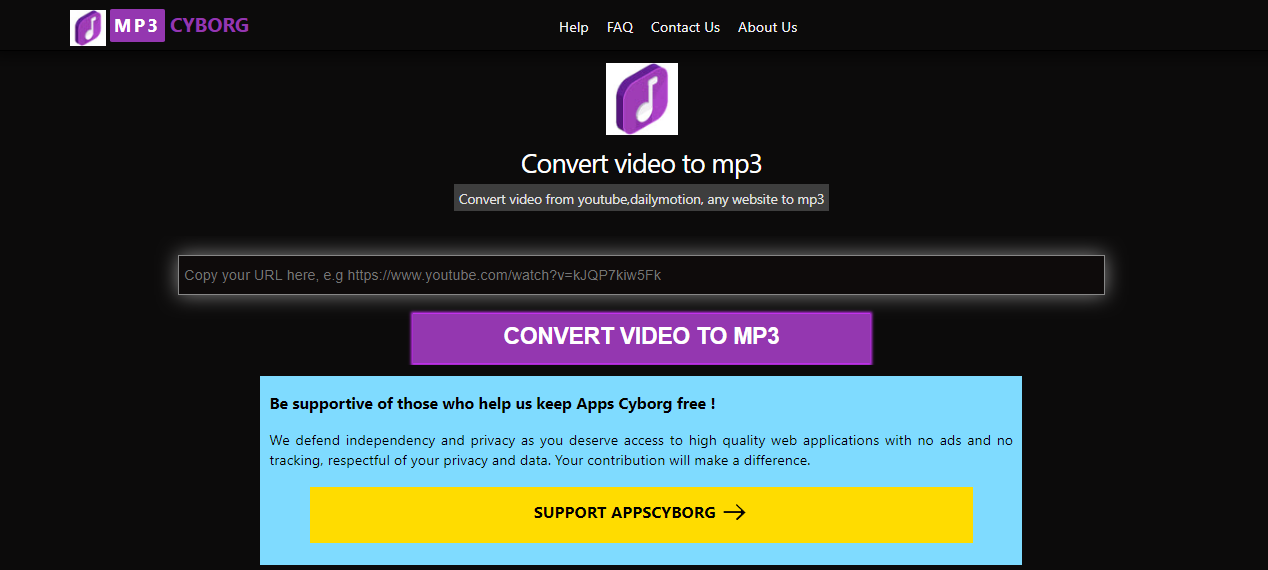 MP3 CYBORG
Help FAQ Contact Us About Us
Convert video to mp3
Convert video from youtube,dailymotion, any website to mp3
Copy your URL here, e.g https://www.youtube.com/watch?v=kJQP7kiw5Fk
CONVERT VIDEO TO MP3
Be supportive of those who help us keep Apps Cyborg free !
We defend independency and privacy as you deserve access to high quality web applications with no ads and no
tracking, respectful of your privacy and data. Your contribution will make a difference.
SUPPORT APPSCYBORG →